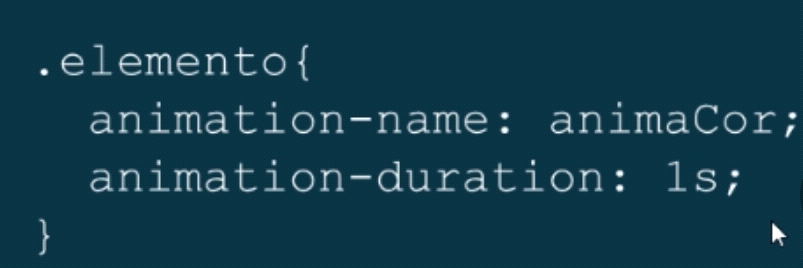 .elemento{
  animation-name: animaCor;
  animation-duration: 1s;
}